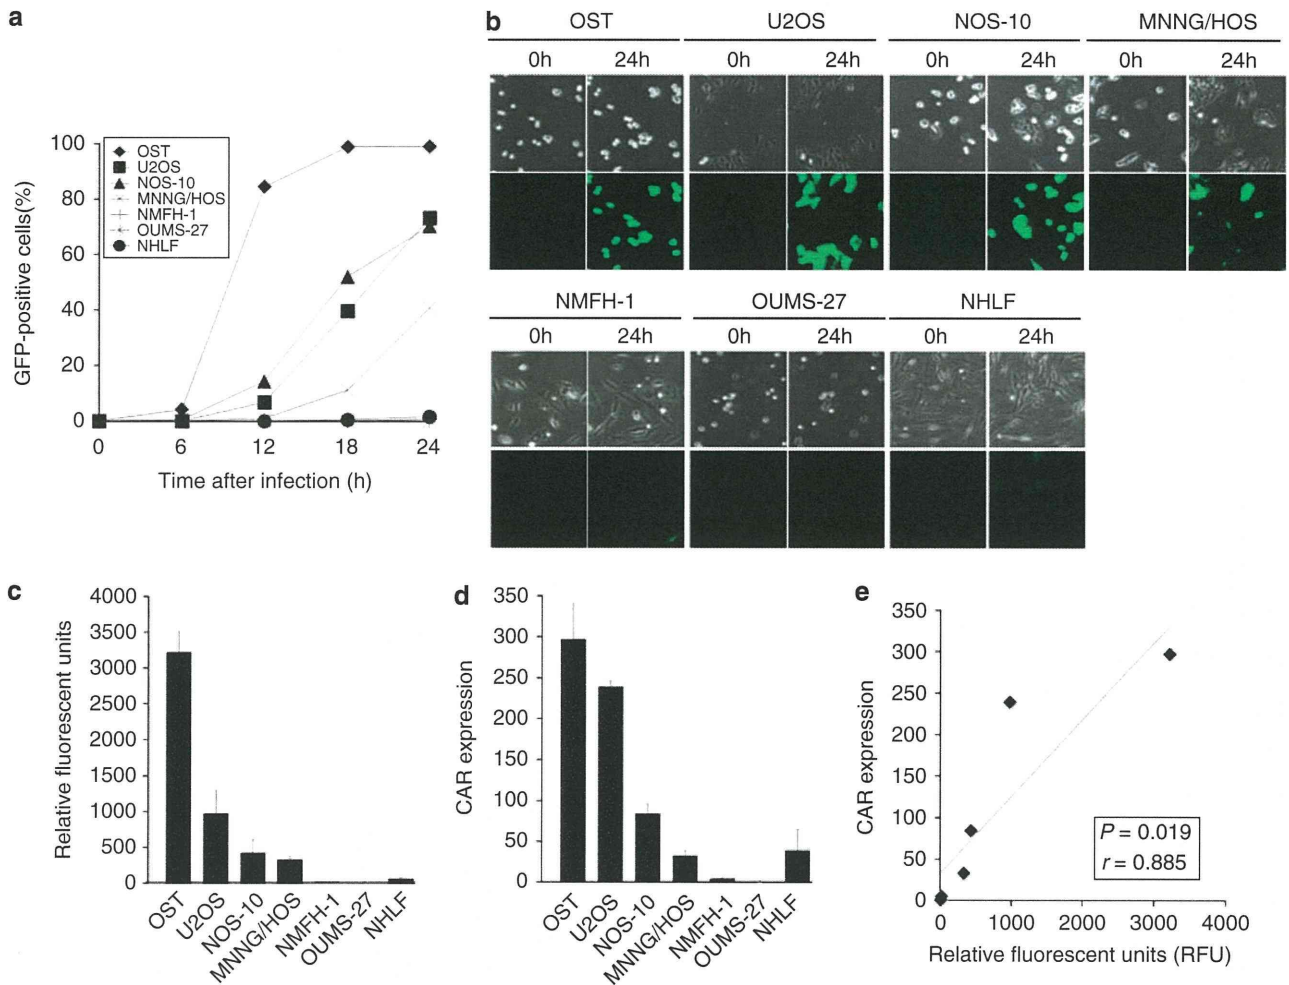 a
GFP-positive cells(%)
100
80
60
40
20
0
OST
U2OS
NOS-10
MNNG/HOS
NMFH-1
OUMS-27
NHLF
0 6 12 18 24
Time after infection (h)
b
OST U2OS NOS-10 MNNG/HOS
0h 24h 0h 24h 0h 24h 0h 24h
NMFH-1 OUMS-27 NHLF
0h 24h 0h 24h 0h 24h
c
Relative fluorescent units
4000
3500
3000
2500
2000
1500
1000
500
0
OST U2OS NOS-10 MNNG/HOS NMFH-1 OUMS-27 NHLF
d
CAR expression
350
300
250
200
150
100
50
0
OST U2OS NOS-10 MNNG/HOS NMFH-1 OUMS-27 NHLF
e
CAR expression
350
300
250
200
150
100
50
0
P = 0.019
r = 0.885
0 1000 2000 3000 4000
Relative fluorescent units (RFU)